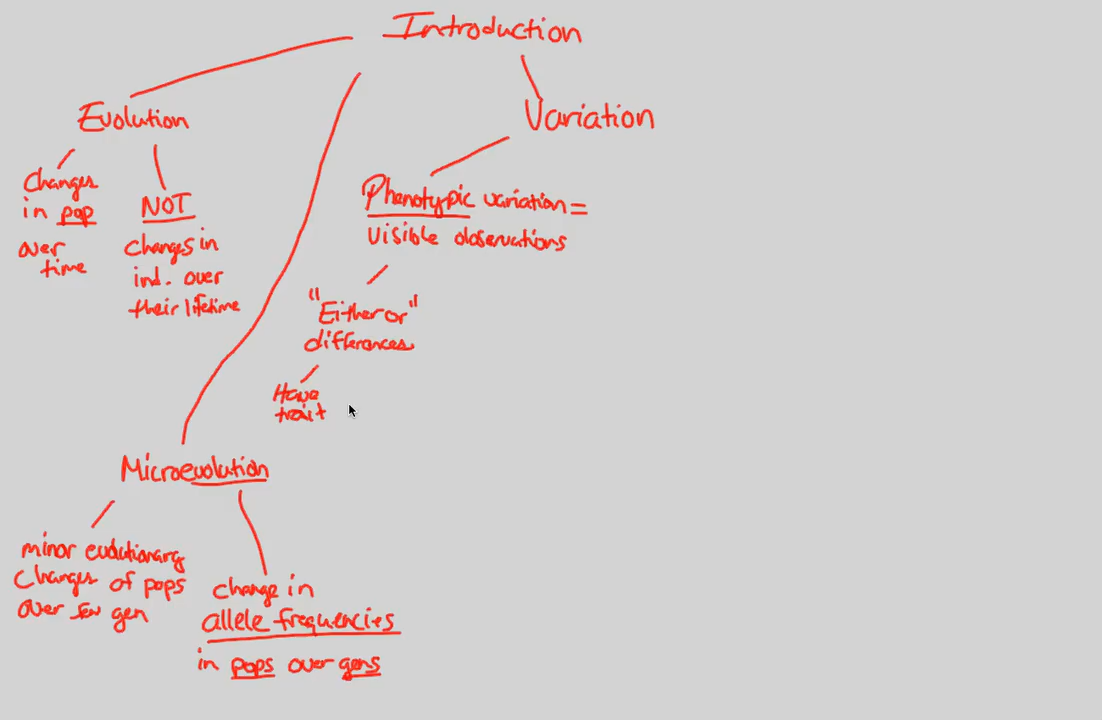 Introduction
Evolution
Changes
in pop
over
time
NOT
changes in
ind. over
their lifetime
Variation
Phenotypic variation =
visible observations
"Either or"
differences
Have
trait
Microevolution
minor evolutionary
changes of pops
over few gen
change in
allele frequencies
in pops over gens